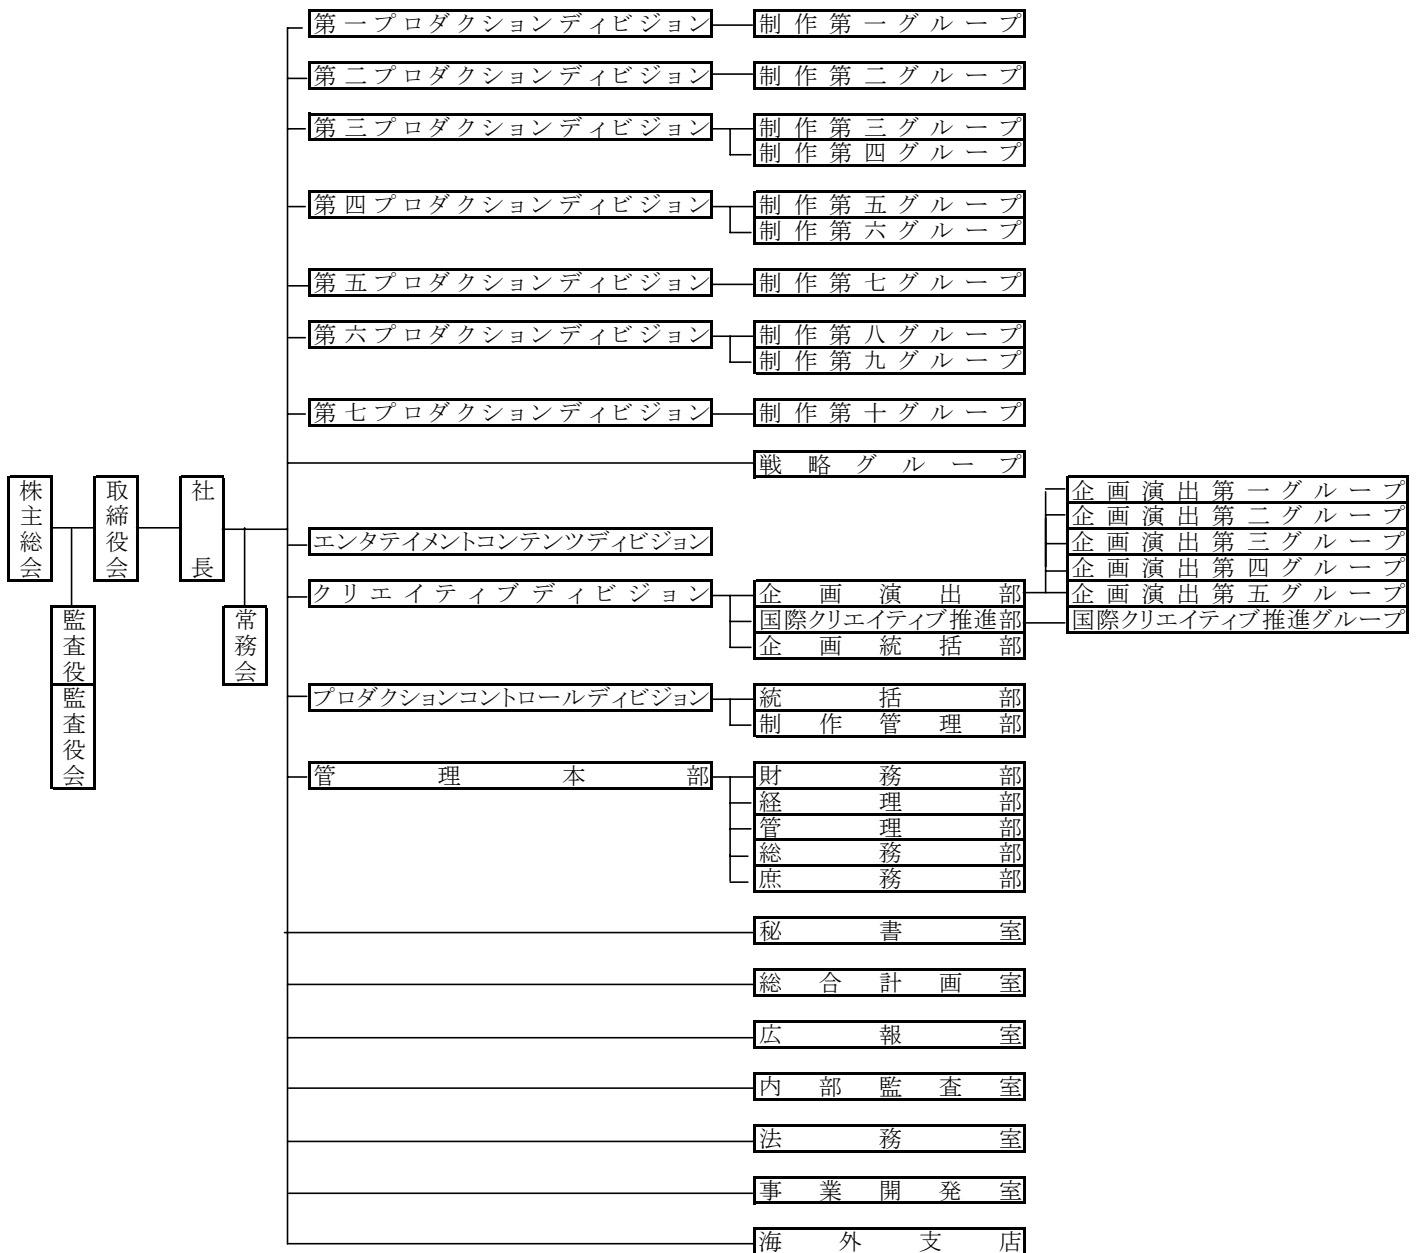 第一プロダクションディビジョン
制作第一グループ
第二プロダクションディビジョン
制作第二グループ
第三プロダクションディビジョン
制作第三グループ
制作第四グループ
第四プロダクションディビジョン
制作第五グループ
制作第六グループ
第五プロダクションディビジョン
制作第七グループ
第六プロダクションディビジョン
制作第八グループ
制作第九グループ
第七プロダクションディビジョン
制作第十グループ
戦略グループ
株主総会
取締役会
社長
監査役
監査役会
常務会
エンタテイメントコンテンツディビジョン
クリエイティブディビジョン
企画演出部
国際クリエイティブ推進部
企画統括部
企画演出第一グループ
企画演出第二グループ
企画演出第三グループ
企画演出第四グループ
企画演出第五グループ
国際クリエイティブ推進グループ
プロダクションコントロールディビジョン
統括部
制作管理部
管理本部
財務部
経理部
管理部
総務部
庶務部
秘書室
総合計画室
広報室
内部監査室
法務室
事業開発室
海外支店